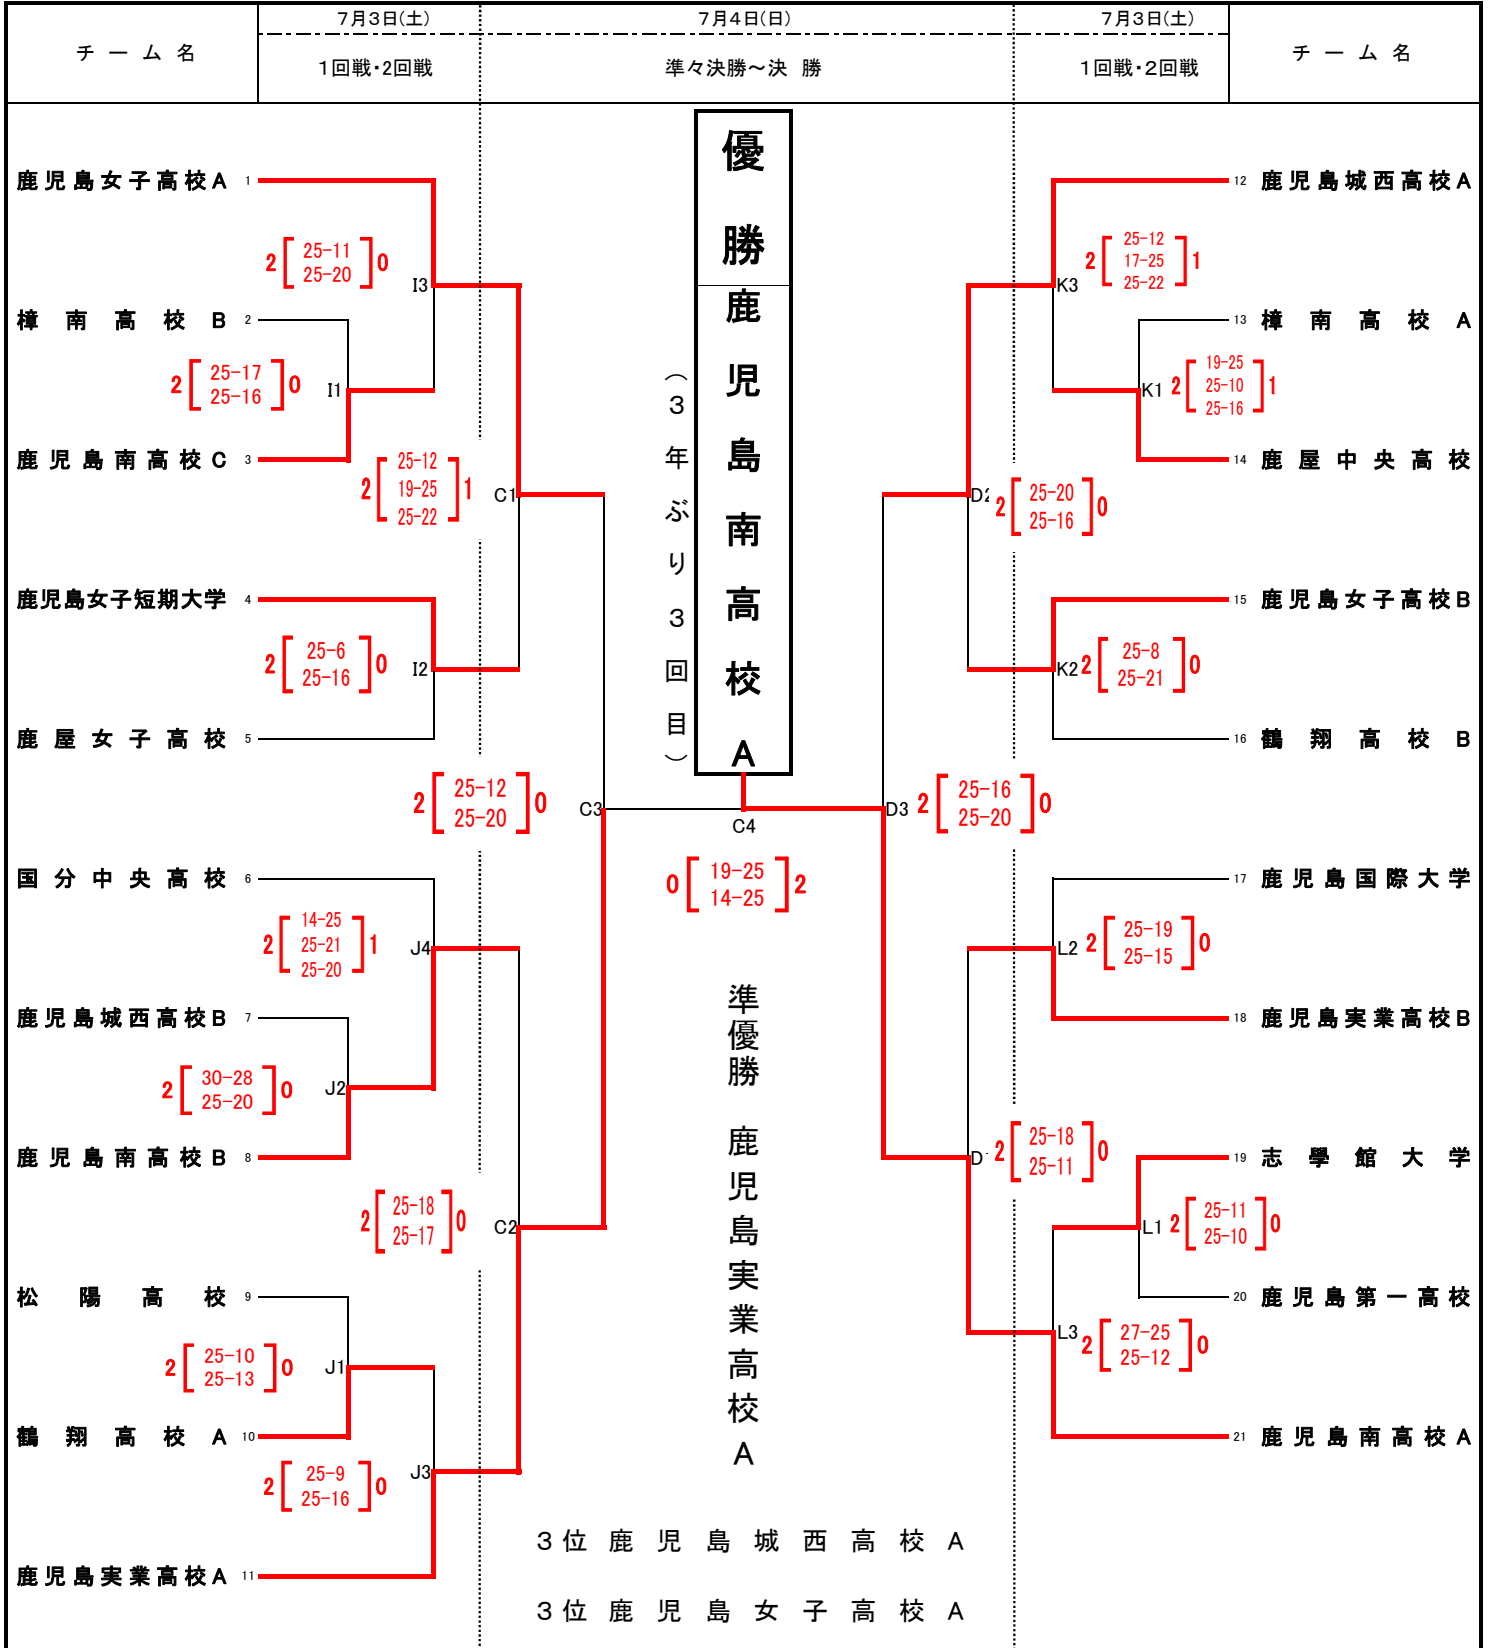 チーム名
7月3日(土)
1回戦・2回戦
7月4日(日)
準々決勝～決 勝
7月3日(土)
1回戦・2回戦
チーム名
優勝
鹿児島南高校A
（3年ぶり3回目）
鹿児島女子高校A 1
2 [ 25-11 ] 0
25-20
I3
樟南高校B 2
2 [ 25-17 ] 0
25-16
I1
鹿児島南高校C 3
2 [ 25-12
19-25 ] 1
25-22
C1
鹿児島女子短期大学 4
2 [ 25-6 ] 0
25-16
I2
鹿屋女子高校 5
2 [ 25-12 ] 0
25-20
C3
国分中央高校 6
2 [ 14-25
25-21 ] 1
25-20
J4
鹿児島城西高校B 7
2 [ 30-28 ] 0
25-20
J2
鹿児島南高校B 8
2 [ 25-18 ] 0
25-17
C2
松陽高校 9
2 [ 25-10 ] 0
25-13
J1
鶴翔高校A 10
2 [ 25-9 ] 0
25-16
J3
鹿児島実業高校A 11
C4
0 [ 19-25 ] 2
14-25
準優勝 鹿児島実業高校A
3位鹿児島城西高校A
3位鹿児島女子高校A
12 鹿児島城西高校A
K3
2 [ 25-12
17-25 ] 1
25-22
13 樟南高校A
K1
2 [ 19-25
25-10 ] 1
25-16
14 鹿屋中央高校
D2
2 [ 25-20 ] 0
25-16
15 鹿児島女子高校B
K2
2 [ 25-8 ] 0
25-21
16 鶴翔高校B
D3
2 [ 25-16 ] 0
25-20
17 鹿児島国際大学
L2
2 [ 25-19 ] 0
25-15
18 鹿児島実業高校B
D
2 [ 25-18 ] 0
25-11
19 志學館大学
L1
2 [ 25-11 ] 0
25-10
20 鹿児島第一高校
L3
2 [ 27-25 ] 0
25-12
21 鹿児島南高校A